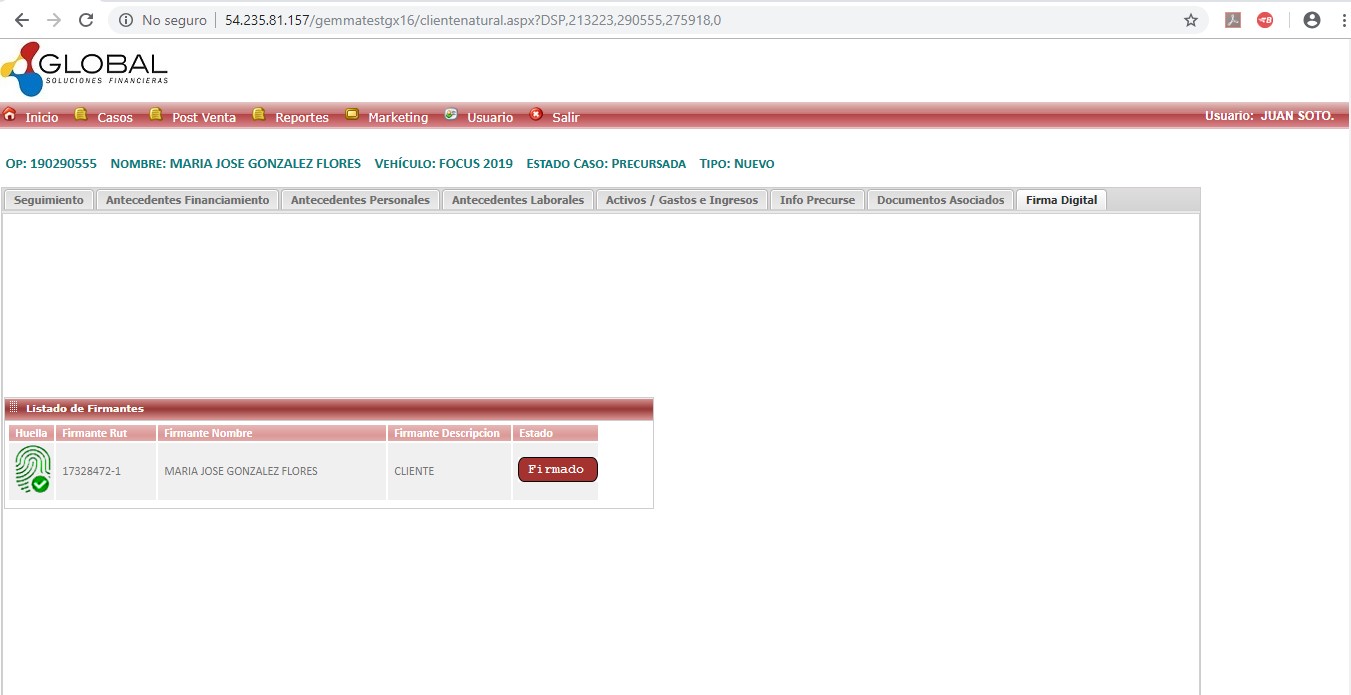 No seguro 54.235.81.157/gemmatestgx16/clientenatural.aspx?DSP,213223,290555,275918,0
GLOBAL
SOLUCIONES FINANCIERAS
Inicio Casos Post Venta Reportes Marketing Usuario Salir Usuario: JUAN SOTO.
OP: 190290555 NOMBRE: MARIA JOSE GONZALEZ FLORES VEHÍCULO: FOCUS 2019 ESTADO CASO: PRECURSADA TIPO: NUEVO
Seguimiento Antecedentes Financiamiento Antecedentes Personales Antecedentes Laborales Activos / Gastos e Ingresos Info Precurse Documentos Asociados Firma Digital
Listado de Firmantes
Huella Firmante Rut Firmante Nombre Firmante Descripcion Estado
17328472-1 MARIA JOSE GONZALEZ FLORES CLIENTE Firmado